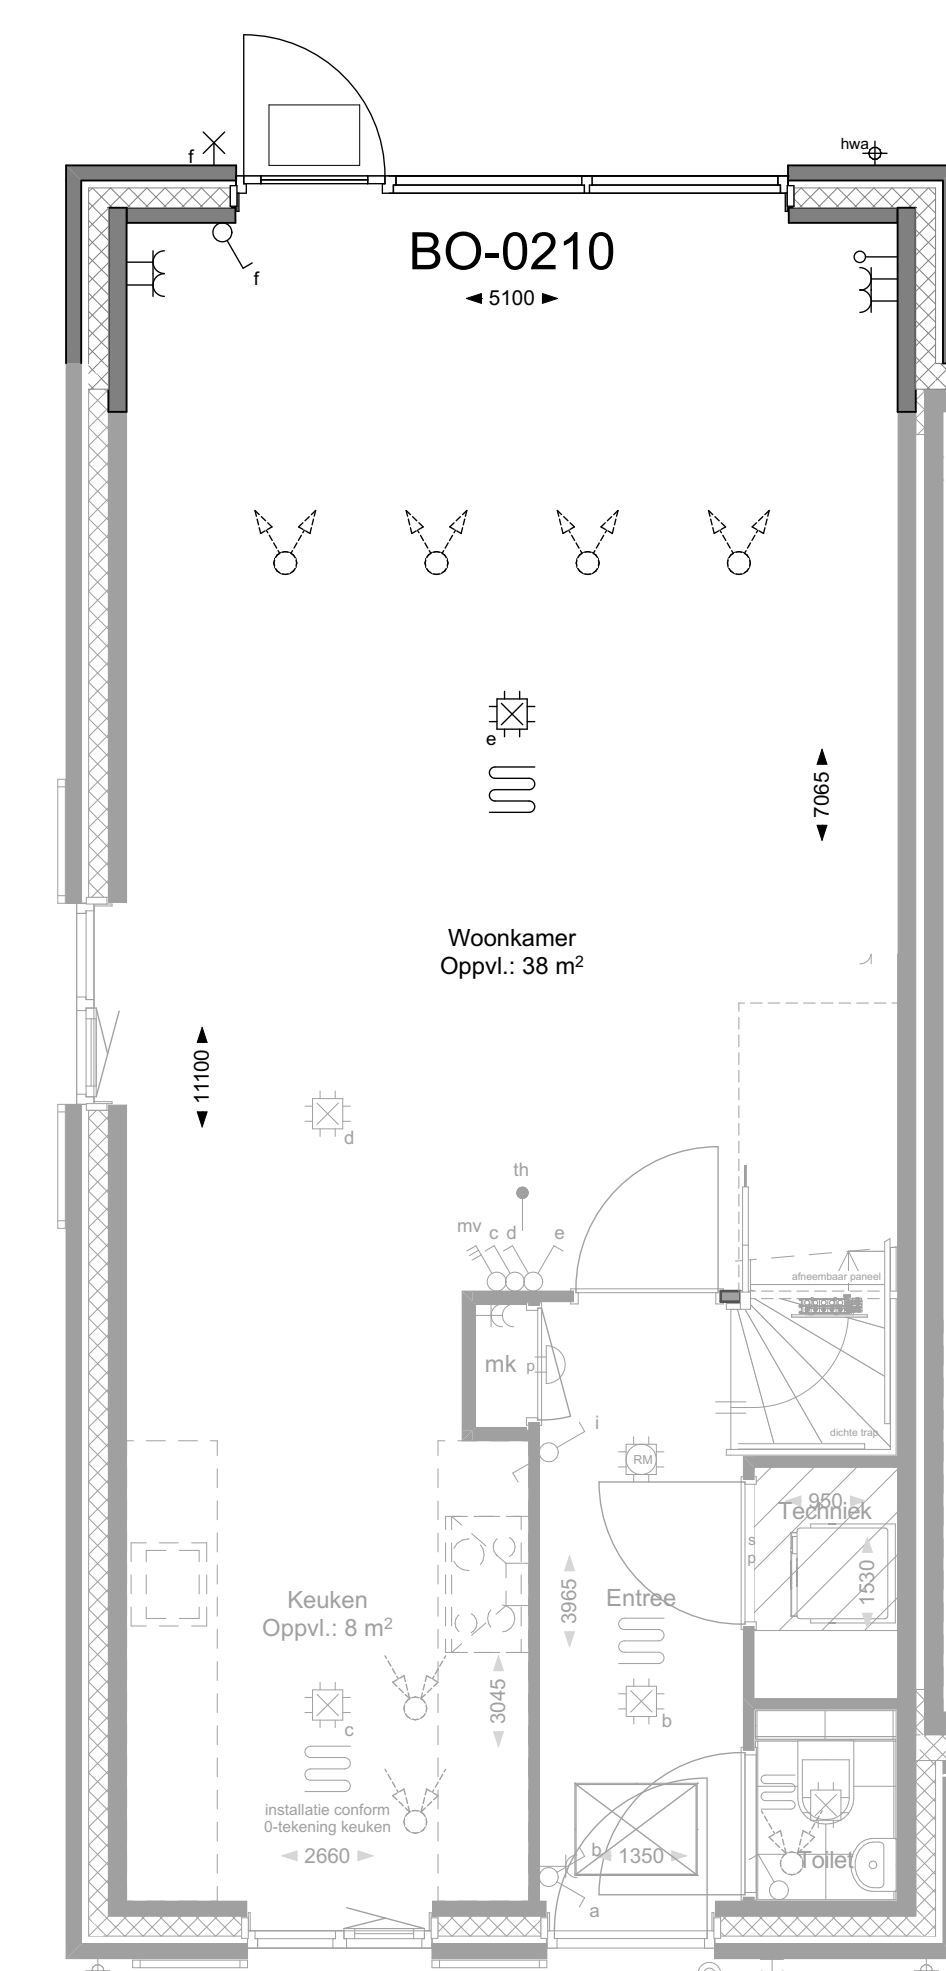 f
hwa
BO-0210
5100
f
e
7065
Woonkamer
Oppvl.: 38 m²
11100
d
th
mv c d e
afneembaar paneel
mk p
i
dichte trap
RM
950
Techniek
s
p
1530
Keuken
Oppvl.: 8 m²
3965
Entree
3045
c
b
installatie conform
0-tekening keuken
2660
b
1350
Toilet
a